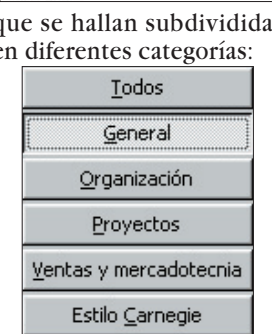 que se hallan subdividida
en diferentes categorías:
Todos
General
Organización
Proyectos
Ventas y mercadotecnia
Estilo Carnegie